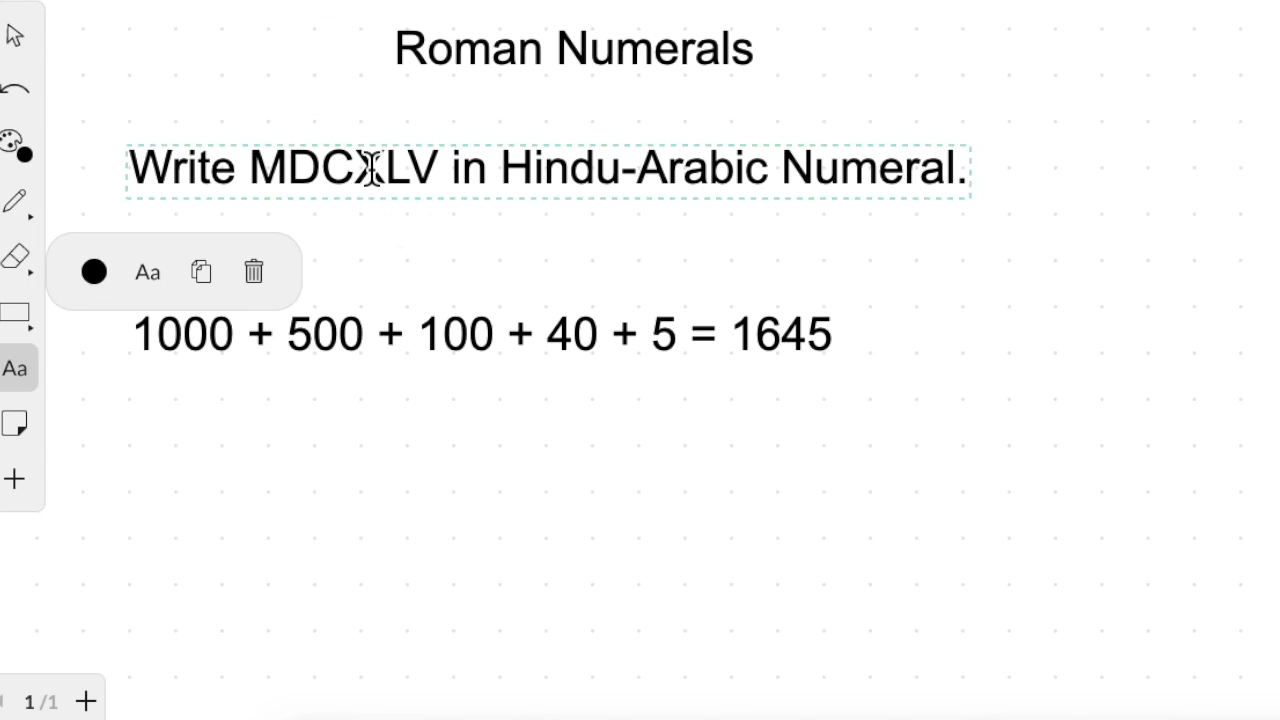 Roman Numerals
Write MDCXLV in Hindu-Arabic Numeral.
Aa
1000 + 500 + 100 + 40 + 5 = 1645
Aa
1/1